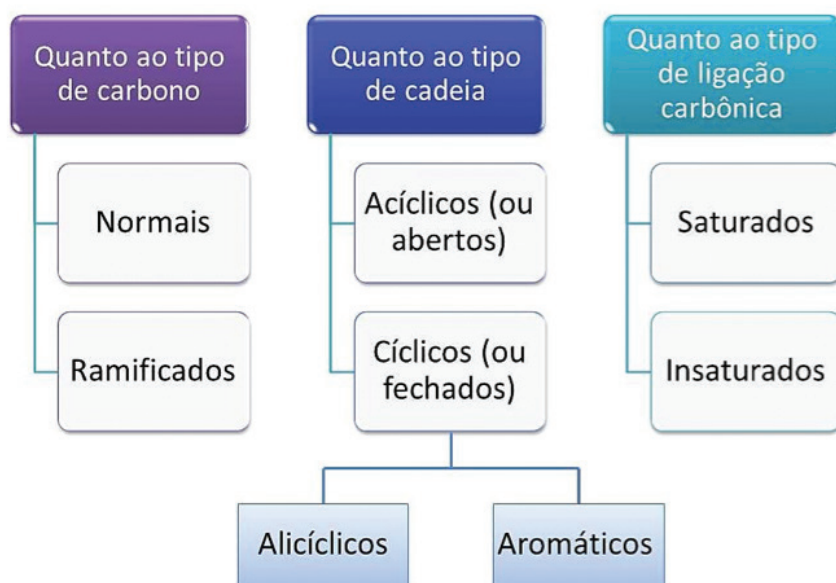 Quanto ao tipo
de carbono
Normais
Ramificados
Quanto ao tipo
de cadeia
Acíclicos (ou
abertos)
Cíclicos (ou
fechados)
Alicíclicos
Aromáticos
Quanto ao tipo
de ligação
carbônica
Saturados
Insaturados